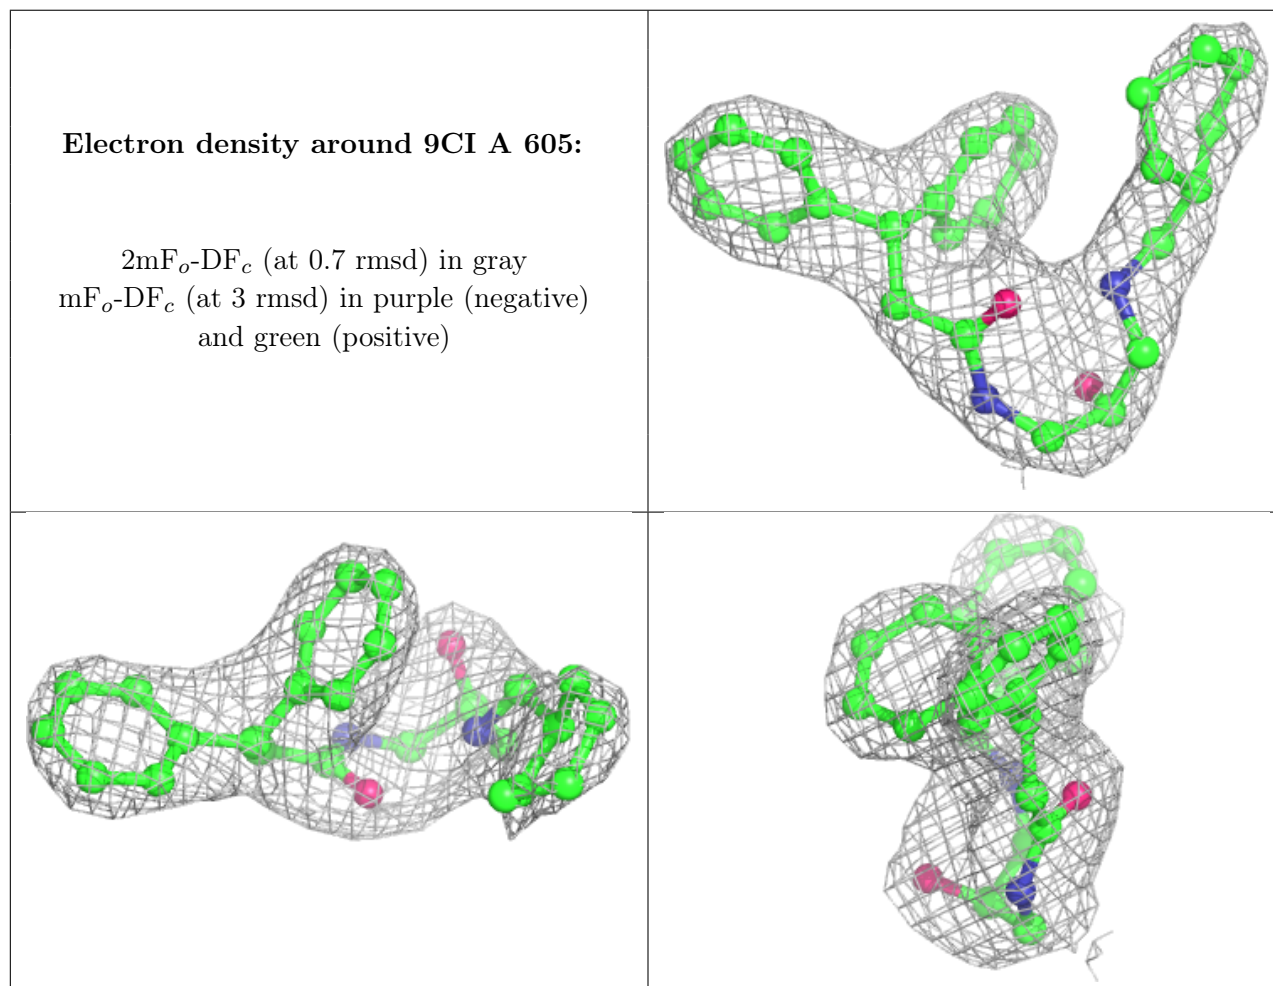 Electron density around 9CI A 605:
2mFo-DFc (at 0.7 rmsd) in gray
mFo-DFc (at 3 rmsd) in purple (negative)
and green (positive)